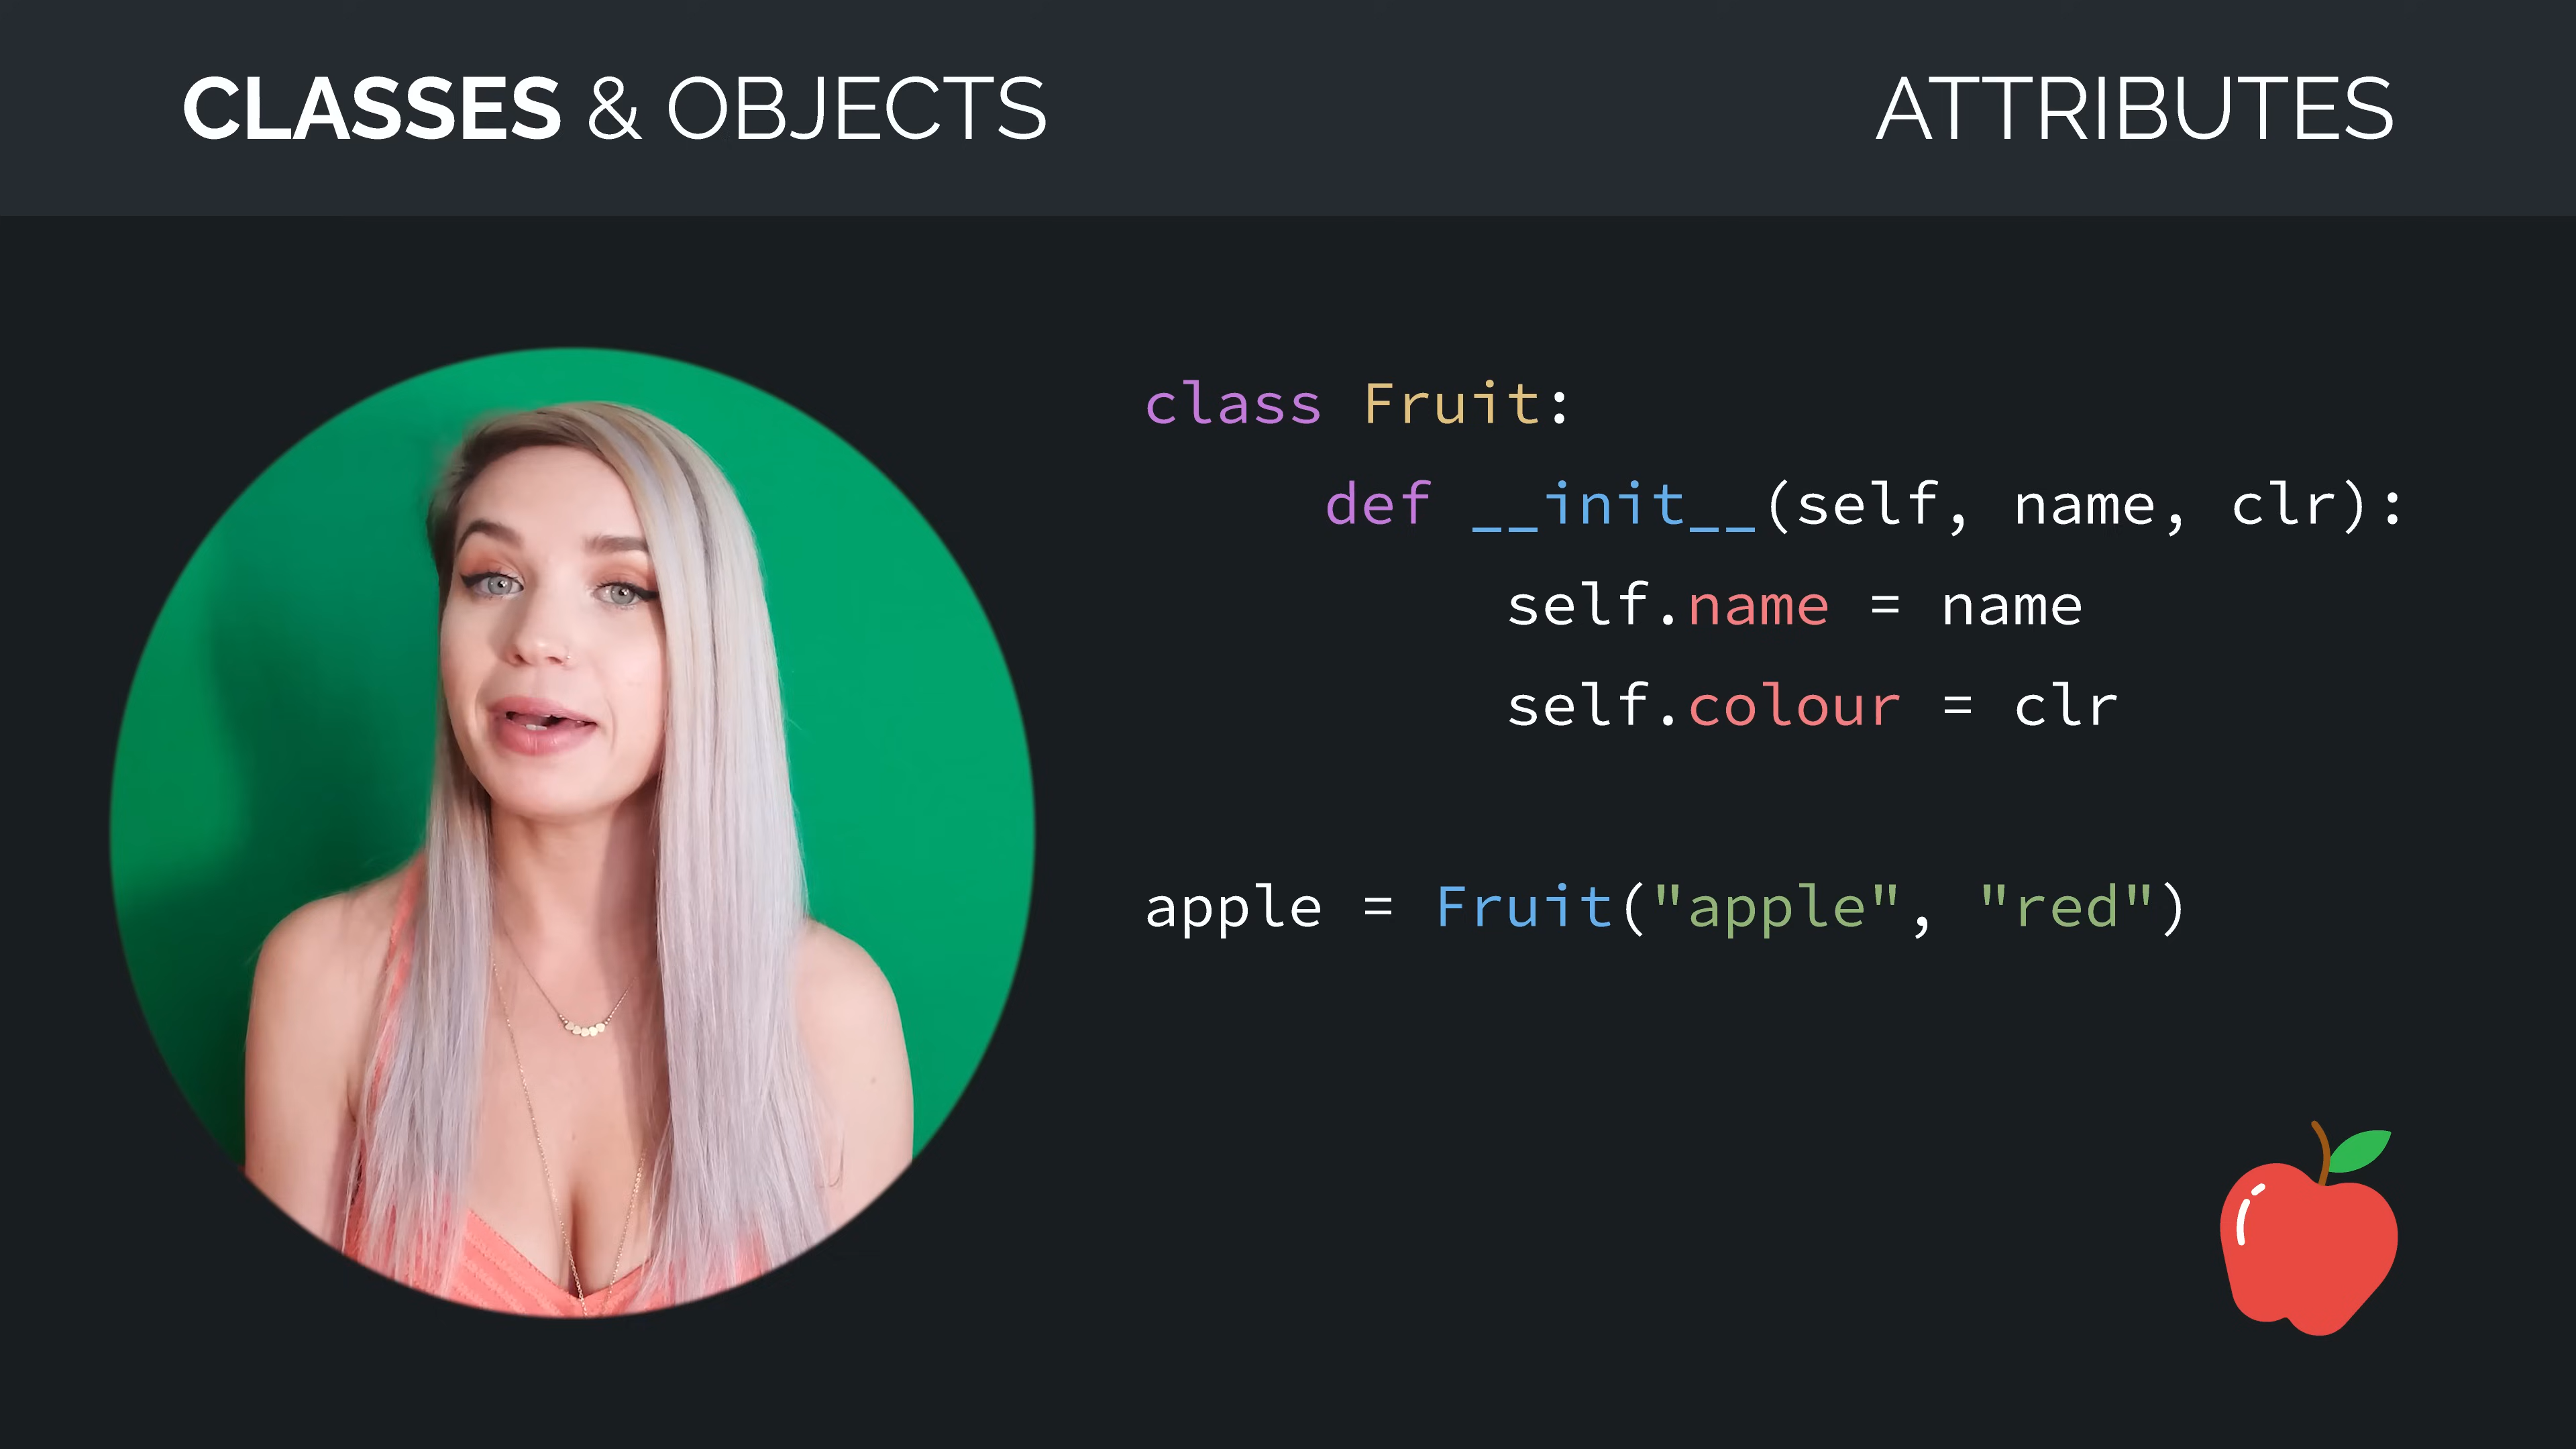 CLASSES & OBJECTS
ATTRIBUTES
class Fruit:
    def __init__(self, name, clr):
        self.name = name
        self.colour = clr
apple = Fruit("apple", "red")